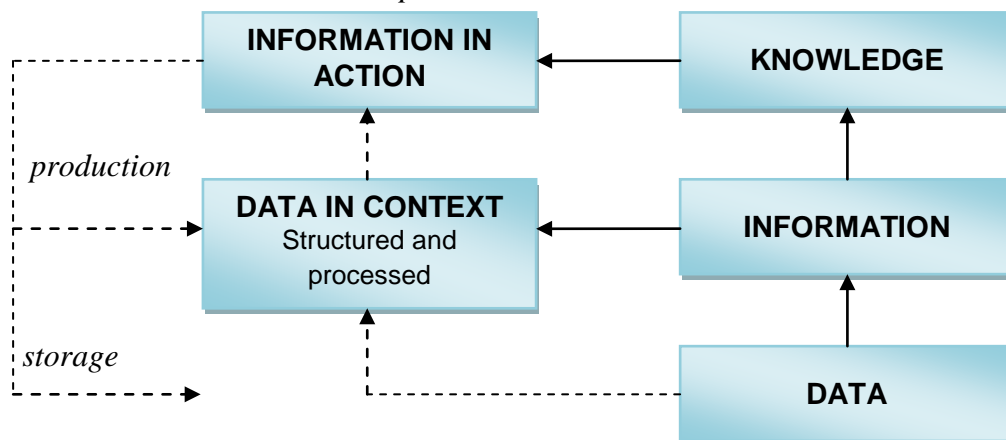 INFORMATION IN
ACTION
KNOWLEDGE
production
DATA IN CONTEXT
Structured and
processed
INFORMATION
storage
DATA